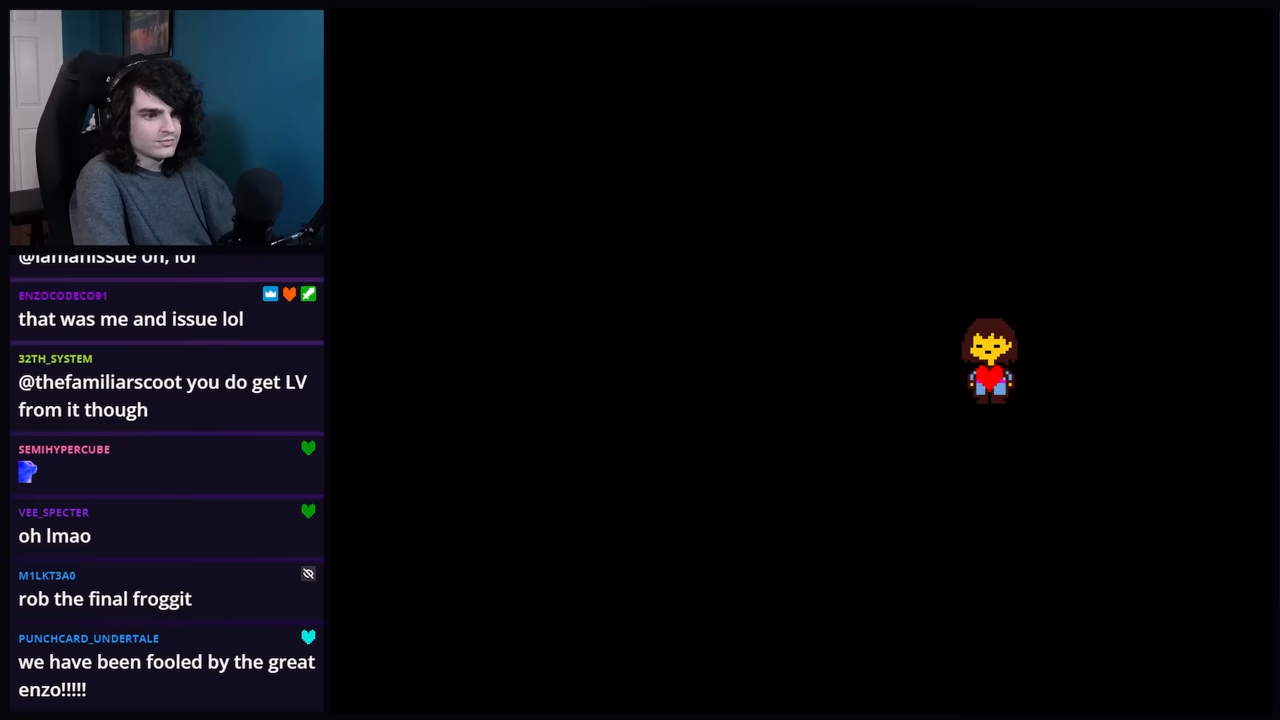 @iamanissue oh, lol
ENZOCODECO91
that was me and issue lol
32TH_SYSTEM
@thefamiliarscoot you do get LV
from it though
SEMIHYPERCUBE
VEE_SPECTER
oh lmao
M1LKT3A0
rob the final froggit
PUNCHCARD_UNDERTALE
we have been fooled by the great
enzo!!!!!